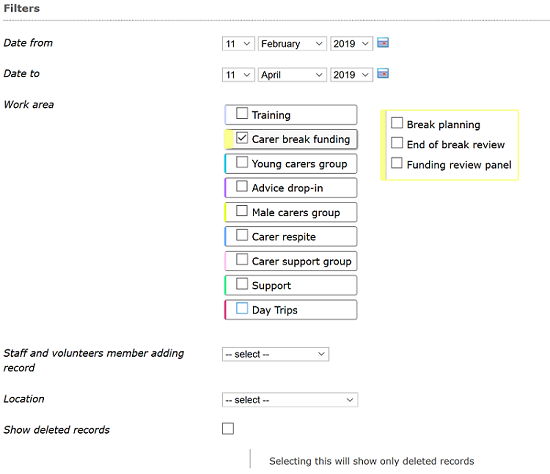 Filters
Date from 11 February 2019
Date to 11 April 2019
Work area
Training
Carer break funding
Young carers group
Advice drop-in
Male carers group
Carer respite
Carer support group
Support
Day Trips
Break planning
End of break review
Funding review panel
Staff and volunteers member adding
record
-- select --
Location -- select --
Show deleted records
Selecting this will show only deleted records